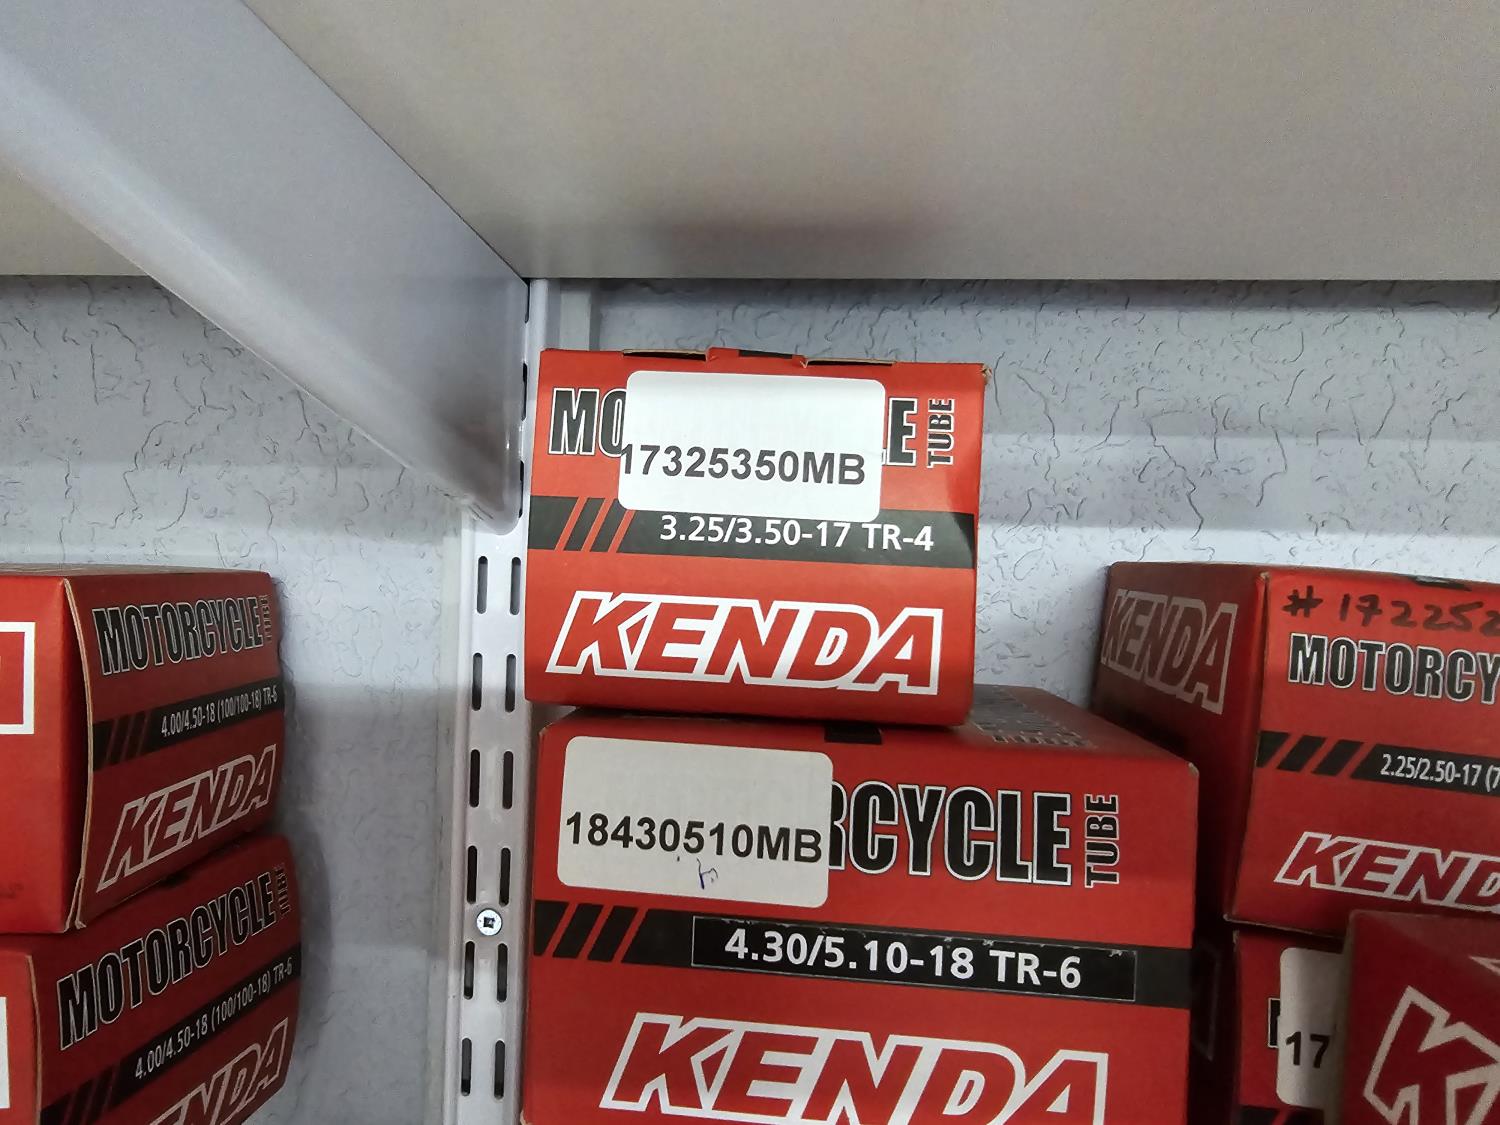 MO
LE
TUBE
17325350MB
3.25/3.50-17 TR-4
KENDA
18430510MB
RCYCLE
TUBE
4.30/5.10-18 TR-6
KENDA
MOTORCYCLE
TUBE
4.00/4.50-18 (100/100-18) TR-6
KENDA
MOTORCYCLE
TUBE
4.00/4.50-18 (100/100-18) TR-6
KENDA
KENDA
# 172252
MOTORCY
2.25/2.50-17 (7
KEND
17
K